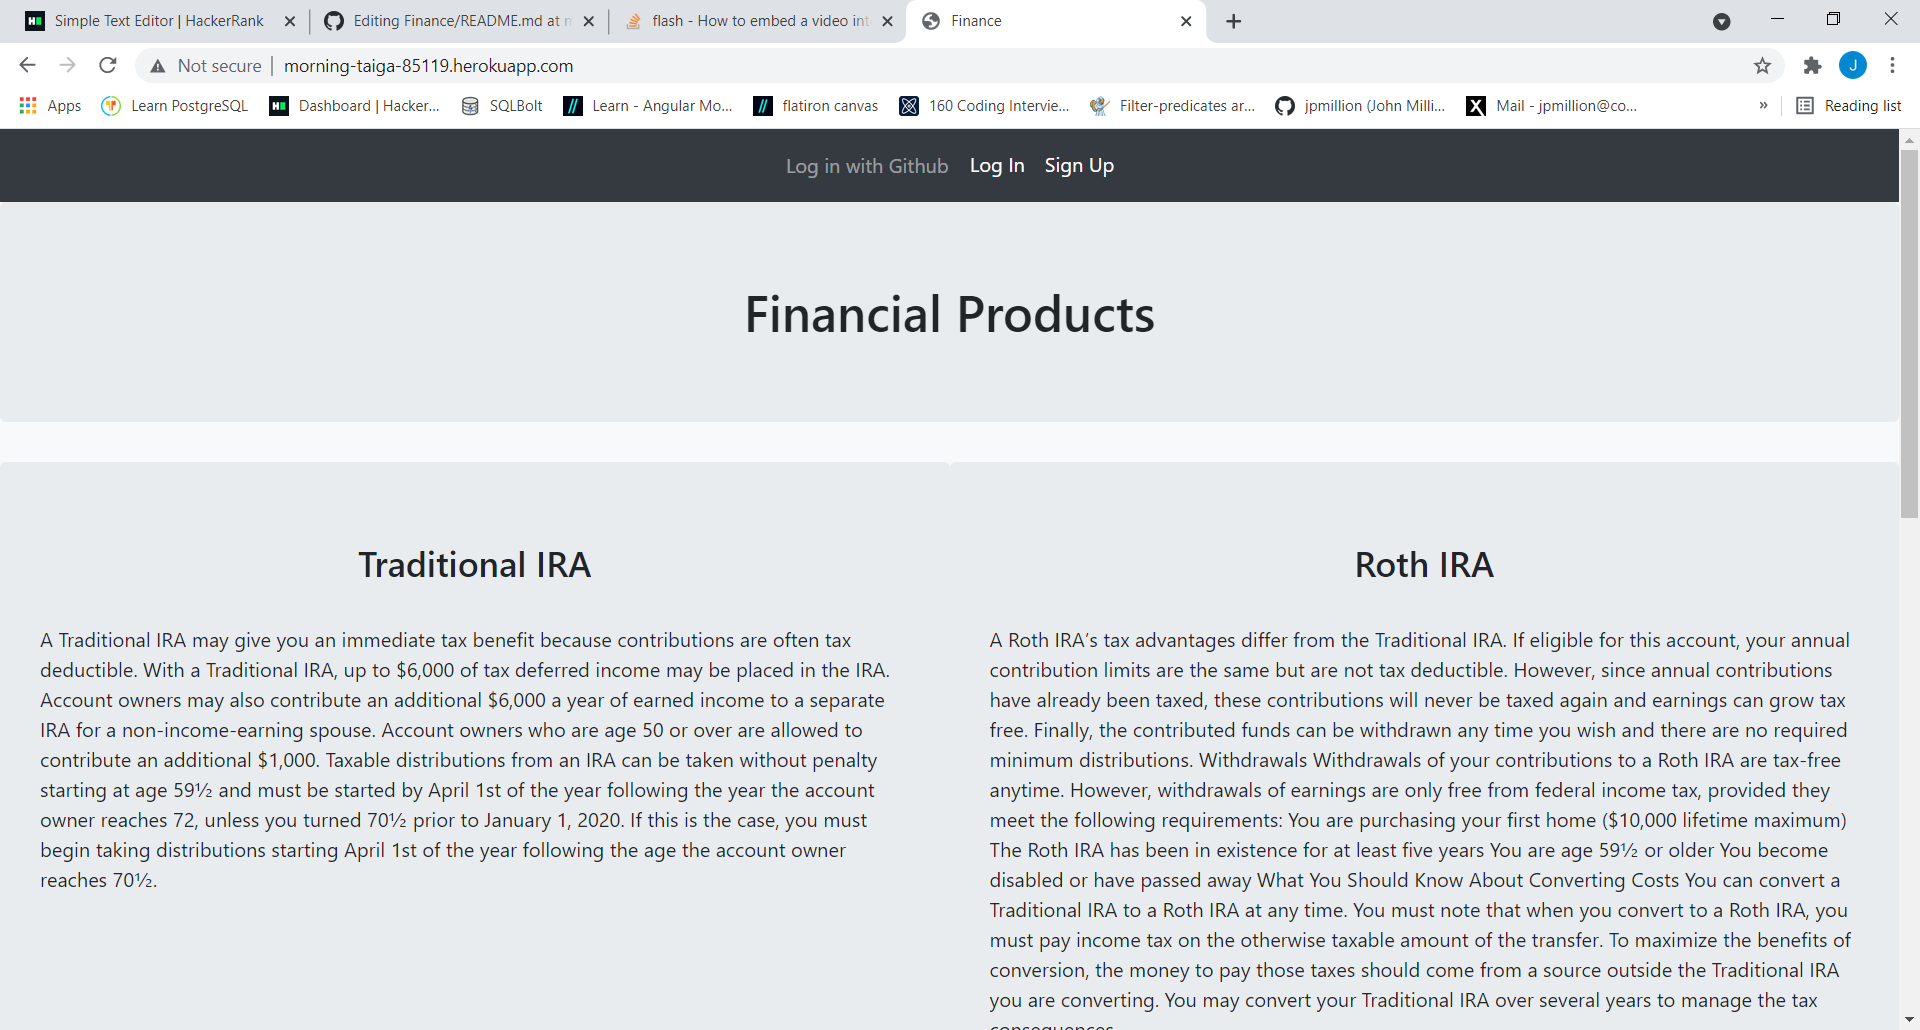 Simple Text Editor | HackerRank
Editing Finance/README.md at m
flash - How to embed a video int
Finance
Not secure
morning-taiga-85119.herokuapp.com
J
Apps
Learn PostgreSQL
Dashboard | Hacker...
SQLBolt
Learn - Angular Mo...
flatiron canvas
160 Coding Intervie...
Filter-predicates ar...
jpmillion (John Milli...
Mail - jpmillion@co...
»
Reading list
Log in with Github Log In Sign Up
Financial Products
Traditional IRA
A Traditional IRA may give you an immediate tax benefit because contributions are often tax
deductible. With a Traditional IRA, up to $6,000 of tax deferred income may be placed in the IRA.
Account owners may also contribute an additional $6,000 a year of earned income to a separate
IRA for a non-income-earning spouse. Account owners who are age 50 or over are allowed to
contribute an additional $1,000. Taxable distributions from an IRA can be taken without penalty
starting at age 59½ and must be started by April 1st of the year following the year the account
owner reaches 72, unless you turned 70½ prior to January 1, 2020. If this is the case, you must
begin taking distributions starting April 1st of the year following the age the account owner
reaches 70½.
Roth IRA
A Roth IRA’s tax advantages differ from the Traditional IRA. If eligible for this account, your annual
contribution limits are the same but are not tax deductible. However, since annual contributions
have already been taxed, these contributions will never be taxed again and earnings can grow tax
free. Finally, the contributed funds can be withdrawn any time you wish and there are no required
minimum distributions. Withdrawals Withdrawals of your contributions to a Roth IRA are tax-free
anytime. However, withdrawals of earnings are only free from federal income tax, provided they
meet the following requirements: You are purchasing your first home ($10,000 lifetime maximum)
The Roth IRA has been in existence for at least five years You are age 59½ or older You become
disabled or have passed away What You Should Know About Converting Costs You can convert a
Traditional IRA to a Roth IRA at any time. You must note that when you convert to a Roth IRA, you
must pay income tax on the otherwise taxable amount of the transfer. To maximize the benefits of
conversion, the money to pay those taxes should come from a source outside the Traditional IRA
you are converting. You may convert your Traditional IRA over several years to manage the tax
consequences